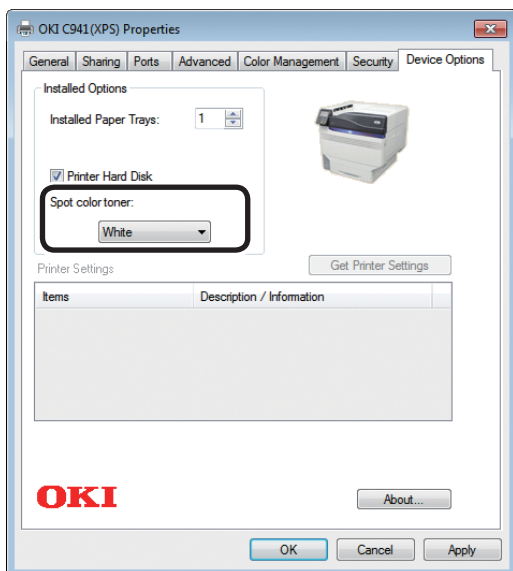 OKI C941(XPS) Properties
General Sharing Ports Advanced Color Management Security Device Options
Installed Options
Installed Paper Trays: 1
Printer Hard Disk
Spot color toner:
White
Printer Settings Get Printer Settings
Items Description / Information
OKI
About...
OK Cancel Apply